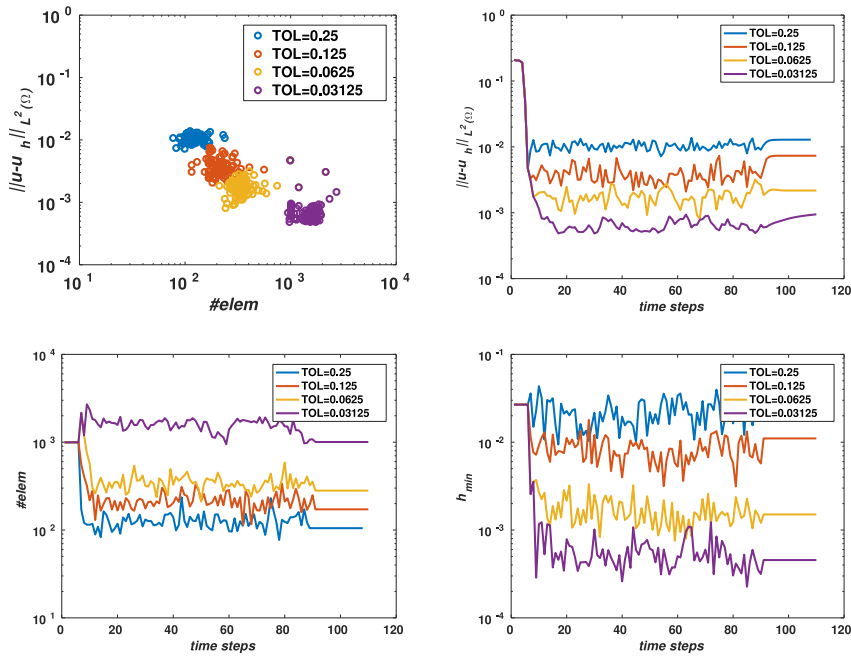 10^0
10^-1
10^-2
10^-3
10^-4
||u-u_h||_L^2(Ω)
TOL=0.25
TOL=0.125
TOL=0.0625
TOL=0.03125
10^1
10^2
10^3
10^4
#elem
10^0
10^-1
10^-2
10^-3
10^-4
||u-u_h||_L^2(Ω)
TOL=0.25
TOL=0.125
TOL=0.0625
TOL=0.03125
0 20 40 60 80 100 120
time steps
10^4
10^3
10^2
10^1
#elem
TOL=0.25
TOL=0.125
TOL=0.0625
TOL=0.03125
0 20 40 60 80 100 120
time steps
10^-1
10^-2
10^-3
10^-4
h_min
TOL=0.25
TOL=0.125
TOL=0.0625
TOL=0.03125
0 20 40 60 80 100 120
time steps